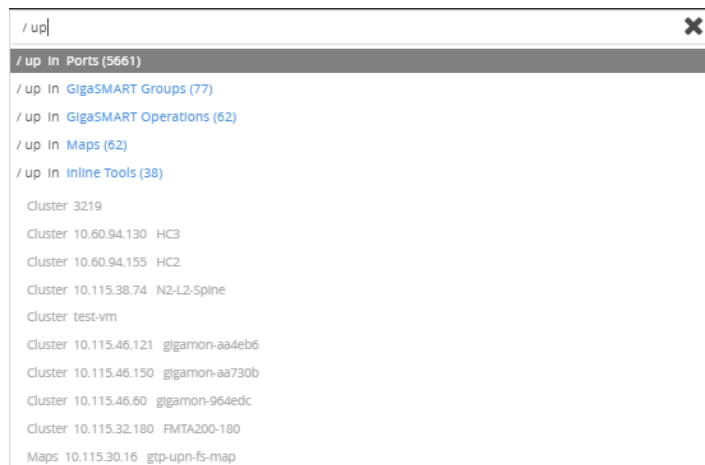 / up
/ up In Ports (5661)
/ up In GigaSMART Groups (77)
/ up In GigaSMART Operations (62)
/ up In Maps (62)
/ up In Inline Tools (38)
Cluster 3219
Cluster 10.60.94.130 HC3
Cluster 10.60.94.155 HC2
Cluster 10.115.38.74 N2-L2-Spine
Cluster test-vm
Cluster 10.115.46.121 gigamon-aa4eb6
Cluster 10.115.46.150 gigamon-aa730b
Cluster 10.115.46.60 gigamon-964edc
Cluster 10.115.32.180 FMTA200-180
Maps 10.115.30.16 gtp-upn-fs-map